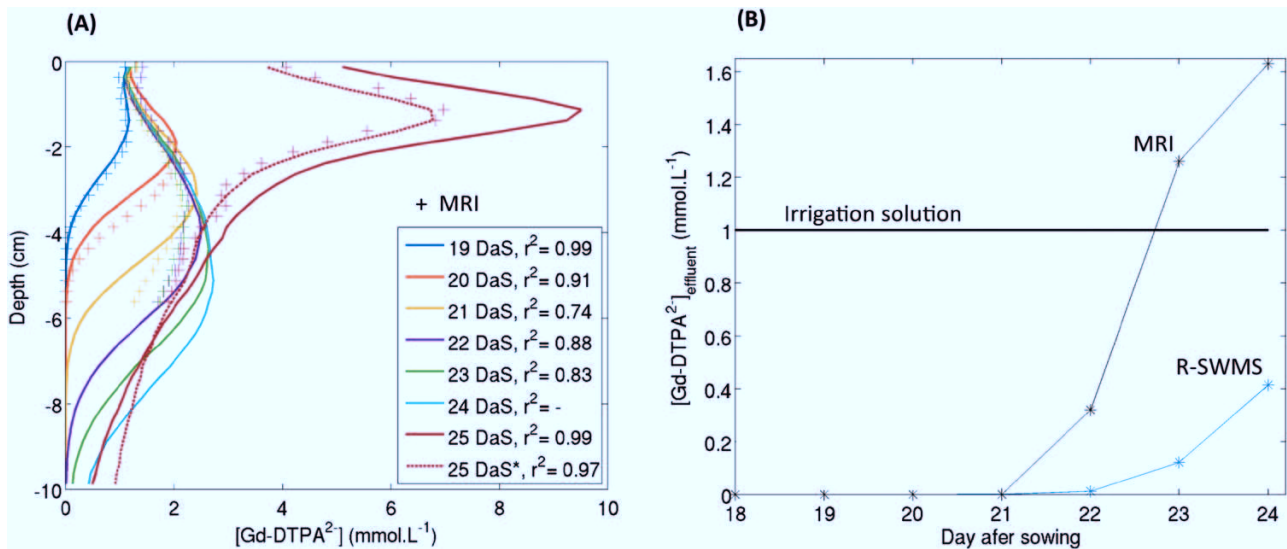 (A)
0
-2
-4
-6
-8
-10
Depth (cm)
0 2 4 6 8 10
[Gd-DTPA²⁻] (mmol.L⁻¹)
+ MRI
19 DaS, r²= 0.99
20 DaS, r²= 0.91
21 DaS, r²= 0.74
22 DaS, r²= 0.88
23 DaS, r²= 0.83
24 DaS, r²= -
25 DaS, r²= 0.99
25 DaS*, r²= 0.97
(B)
1.6
1.4
1.2
1
0.8
0.6
0.4
0.2
0
[Gd-DTPA²⁻]effluent (mmol.L⁻¹)
MRI
Irrigation solution
R-SWMS
18 19 20 21 22 23 24
Day afer sowing